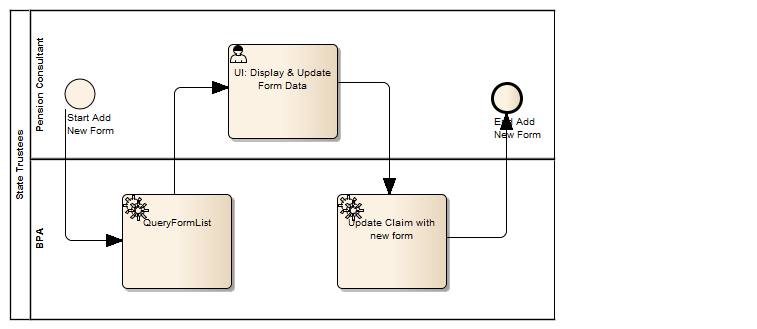 State Trustees
Pension Consultant
Start Add
New Form
UI: Display & Update
Form Data
End Add
New Form
BPA
QueryFormList
Update Claim with
new form